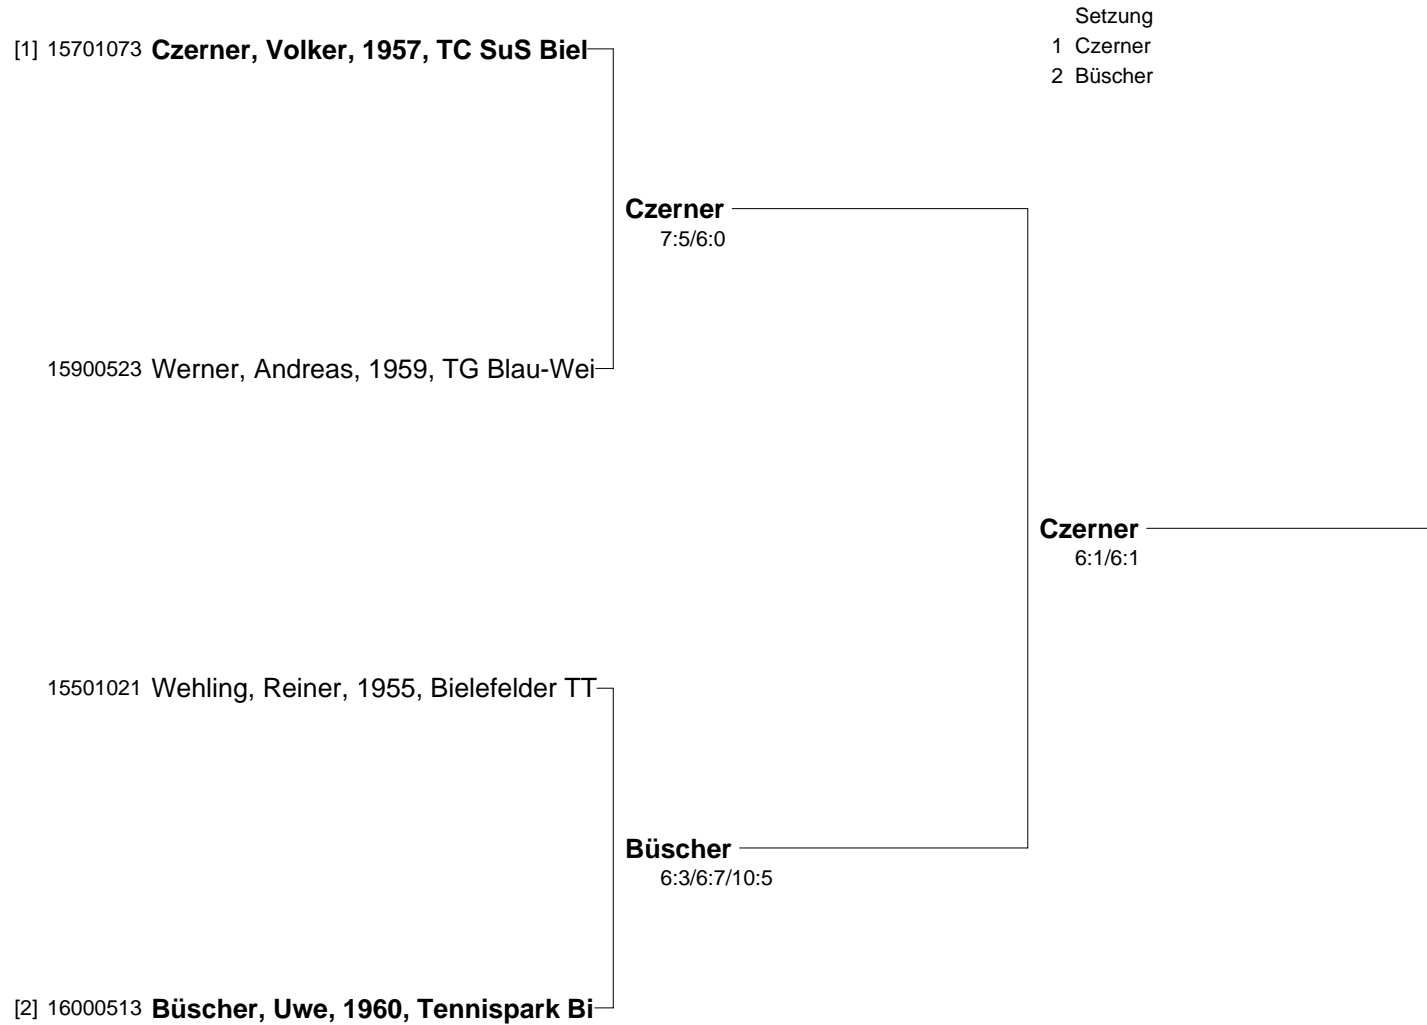 Setzung
1 Czerner
2 Büscher
[1] 15701073 Czerner, Volker, 1957, TC SuS Biel
Czerner
7:5/6:0
15900523 Werner, Andreas, 1959, TG Blau-Wei
Czerner
6:1/6:1
15501021 Wehling, Reiner, 1955, Bielefelder TT
Büscher
6:3/6:7/10:5
[2] 16000513 Büscher, Uwe, 1960, Tennispark Bi